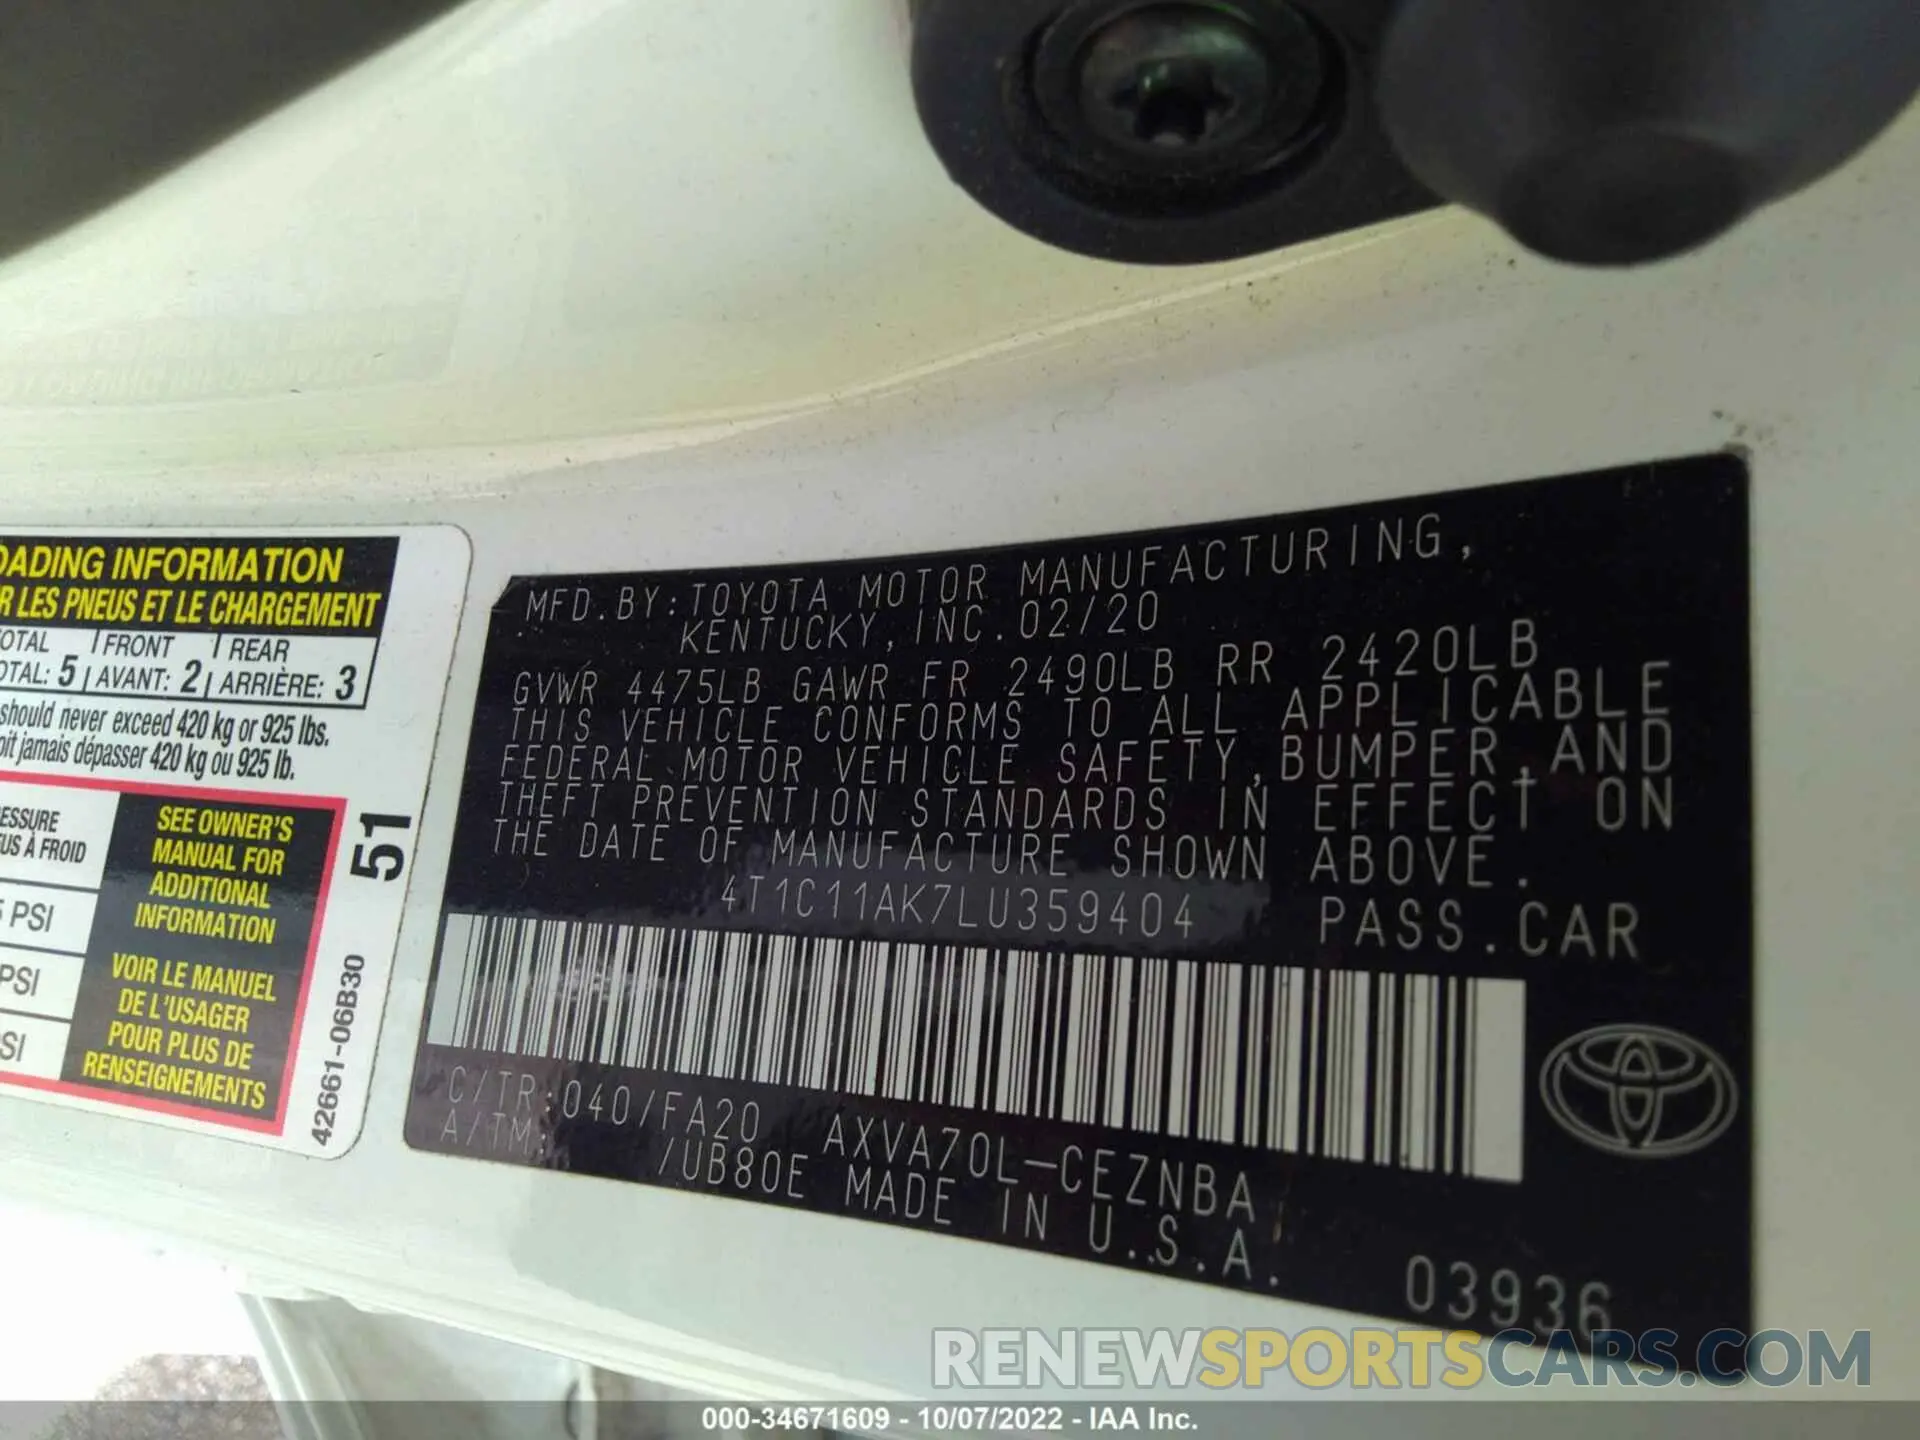 OADING INFORMATION
R LES PNEUS ET LE CHARGEMENT
OTAL FRONT REAR
OTAL: 5 AVANT: 2 ARRIÈRE: 3
should never exceed 420 kg or 925 lbs.
oit jamais dépasser 420 kg ou 925 lb.
ESSURE
US À FROID
5 PSI
PSI
SI
SEE OWNER'S
MANUAL FOR
ADDITIONAL
INFORMATION
VOIR LE MANUEL
DE L'USAGER
POUR PLUS DE
RENSEIGNEMENTS
51
42661-06B30
MFD. BY: TOYOTA MOTOR MANUFACTURING,
KENTUCKY, INC. 02/20
GVWR 4475LB GAWR FR 2490LB RR 2420LB
THIS VEHICLE CONFORMS TO ALL APPLICABLE
FEDERAL MOTOR VEHICLE SAFETY, BUMPER, AND
THEFT PREVENTION STANDARDS IN EFFECT ON
THE DATE OF MANUFACTURE SHOWN ABOVE.
4T1C11AK7LU359404 PASS. CAR
C/TR: 040/FA20 AXVA70L-CEZNBA
A/TM: /UB80E MADE IN U.S.A.
03936
RENEWSPORTSCARS.COM
000-34671609 - 10/07/2022 - IAA Inc.